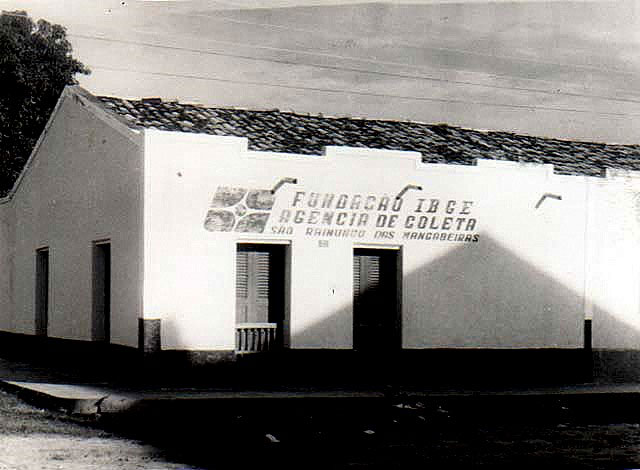 FUNDAÇÃO IBGE
AGÊNCIA DE COLETA
SÃO RAIMUNDO DAS MANGABEIRAS